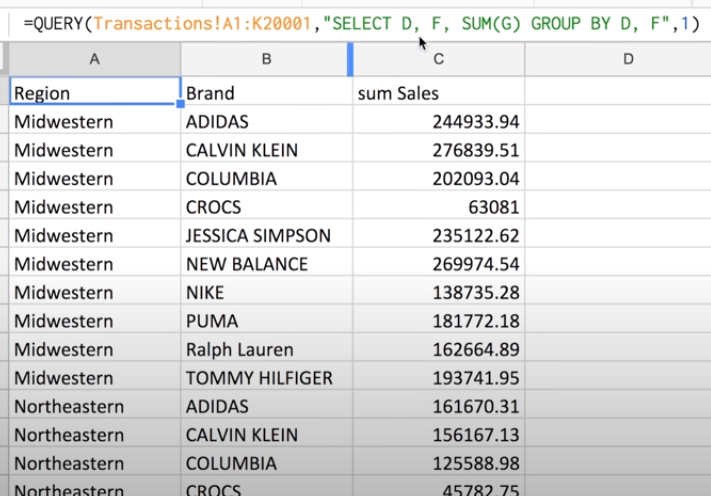 =QUERY(Transactions!A1:K20001,"SELECT D, F, SUM(G) GROUP BY D, F",1)
A B C D
Region Brand sum Sales
Midwestern ADIDAS 244933.94
Midwestern CALVIN KLEIN 276839.51
Midwestern COLUMBIA 202093.04
Midwestern CROCS 63081
Midwestern JESSICA SIMPSON 235122.62
Midwestern NEW BALANCE 269974.54
Midwestern NIKE 138735.28
Midwestern PUMA 181772.18
Midwestern Ralph Lauren 162664.89
Midwestern TOMMY HILFIGER 193741.95
Northeastern ADIDAS 161670.31
Northeastern CALVIN KLEIN 156167.13
Northeastern COLUMBIA 125588.98
Northeastern CROCS 45782.75